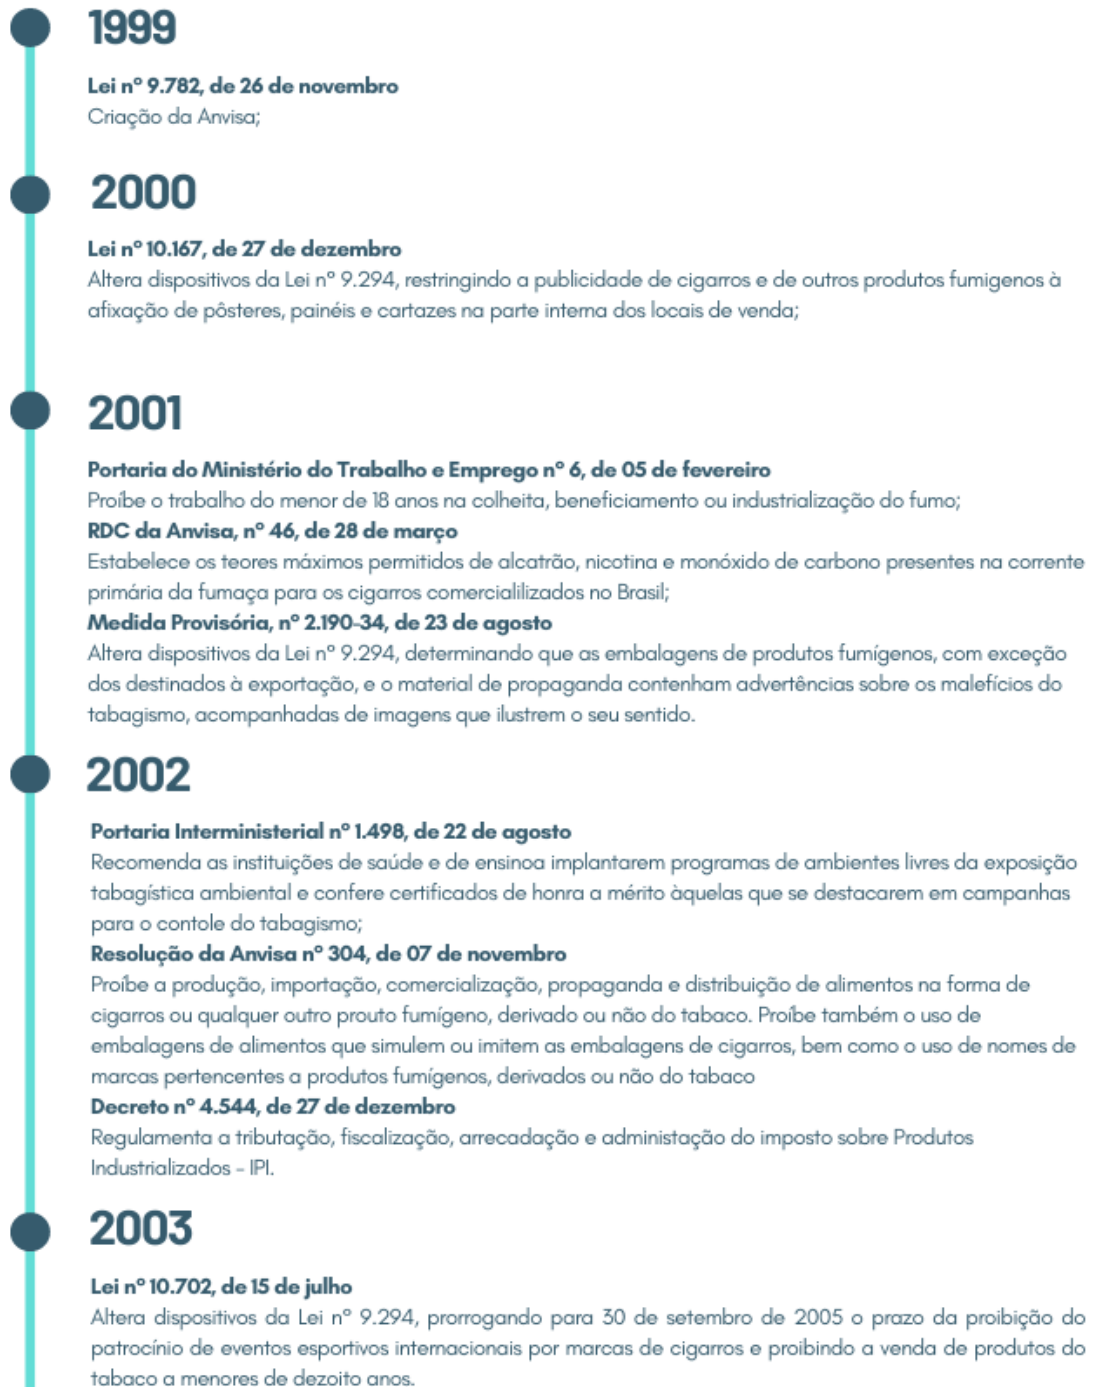 1999
Lei nº 9.782, de 26 de novembro
Criação da Anvisa;
2000
Lei nº 10.167, de 27 de dezembro
Altera dispositivos da Lei nº 9.294, restringindo a publicidade de cigarros e de outros produtos fumigenos à
afixação de pôsteres, painéis e cartazes na parte interna dos locais de venda;
2001
Portaria do Ministério do Trabalho e Emprego nº 6, de 05 de fevereiro
Proíbe o trabalho do menor de 18 anos na colheita, beneficiamento ou industrialização do fumo;
RDC da Anvisa, nº 46, de 28 de março
Estabelece os teores máximos permitidos de alcatrão, nicotina e monóxido de carbono presentes na corrente
primária da fumaça para os cigarros comercialilizados no Brasil;
Medida Provisória, nº 2.190-34, de 23 de agosto
Altera dispositivos da Lei nº 9.294, determinando que as embalagens de produtos fumígenos, com exceção
dos destinados à exportação, e o material de propaganda contenham advertências sobre os malefícios do
tabagismo, acompanhadas de imagens que ilustrem o seu sentido.
2002
Portaria Interministerial nº 1.498, de 22 de agosto
Recomenda as instituições de saúde e de ensinoa implantarem programas de ambientes livres da exposição
tabagística ambiental e confere certificados de honra a mérito àquelas que se destacarem em campanhas
para o contole do tabagismo;
Resolução da Anvisa nº 304, de 07 de novembro
Proíbe a produção, importação, comercialização, propaganda e distribuição de alimentos na forma de
cigarros ou qualquer outro prouto fumígeno, derivado ou não do tabaco. Proíbe também o uso de
embalagens de alimentos que simulem ou imitem as embalagens de cigarros, bem como o uso de nomes de
marcas pertencentes a produtos fumígenos, derivados ou não do tabaco
Decreto nº 4.544, de 27 de dezembro
Regulamenta a tributação, fiscalização, arrecadação e administação do imposto sobre Produtos
Industrializados - IPI.
2003
Lei nº 10.702, de 15 de julho
Altera dispositivos da Lei nº 9.294, prorrogando para 30 de setembro de 2005 o prazo da proibição do
patrocínio de eventos esportivos internacionais por marcas de cigarros e proibindo a venda de produtos do
tabaco a menores de dezoito anos.